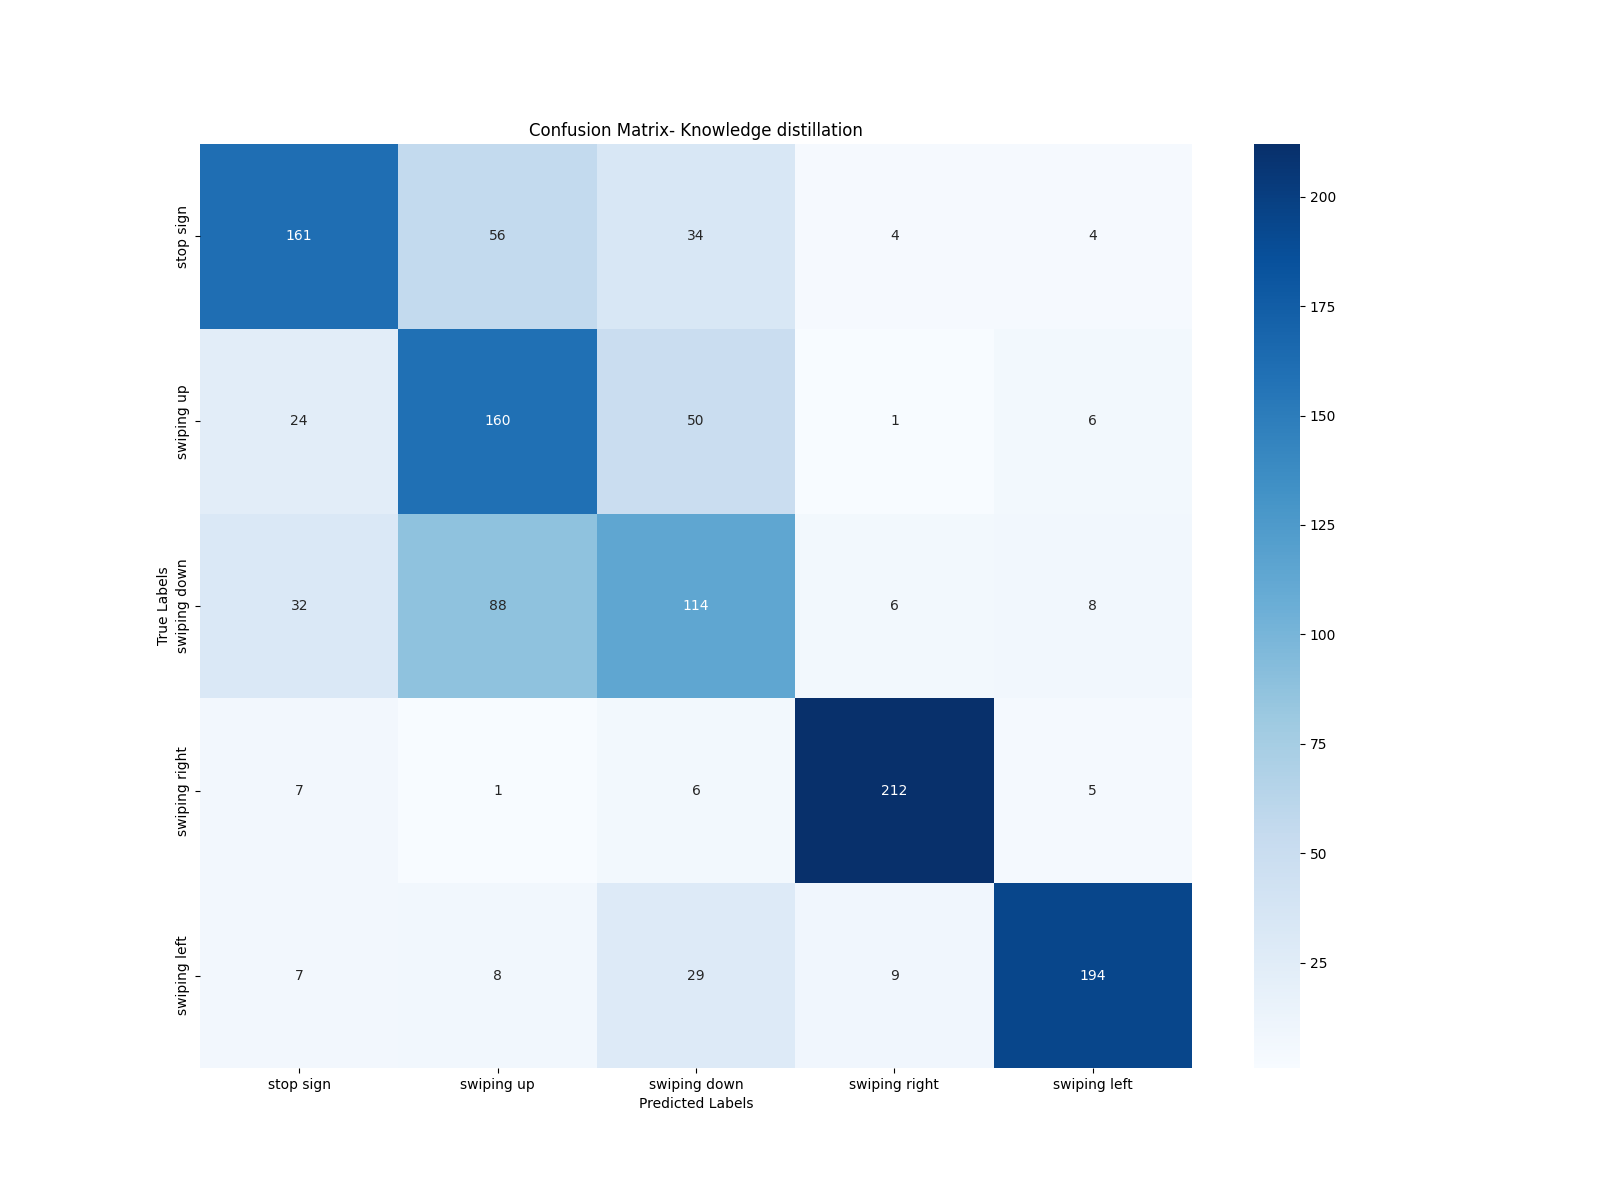 Confusion Matrix- Knowledge distillation
True Labels
stop sign 161 56 34 4 4
swiping up 24 160 50 1 6
swiping down 32 88 114 6 8
swiping right 7 1 6 212 5
swiping left 7 8 29 9 194
stop sign swiping up swiping down swiping right swiping left
Predicted Labels
200
175
150
125
100
75
50
25